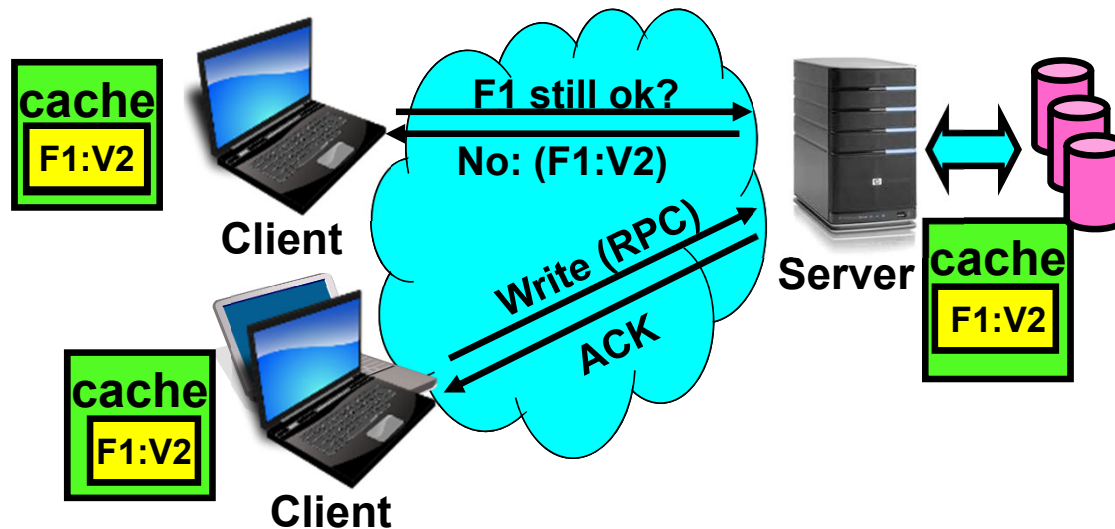 cache
F1:V2
Client
F1 still ok?
No: (F1:V2)
Write (RPC)
ACK
Server
cache
F1:V2
cache
F1:V2
Client